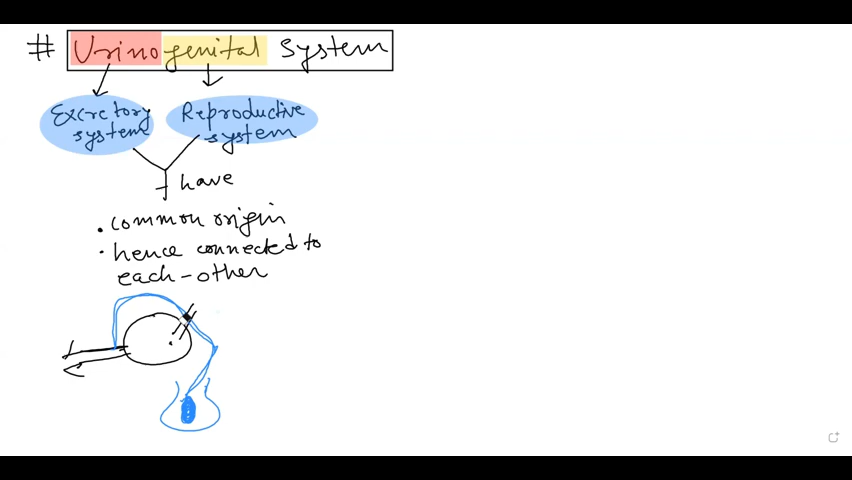 # Urinogenital System
Excretory system
Reproductive system
have
• common origin
• hence connected to
each-other